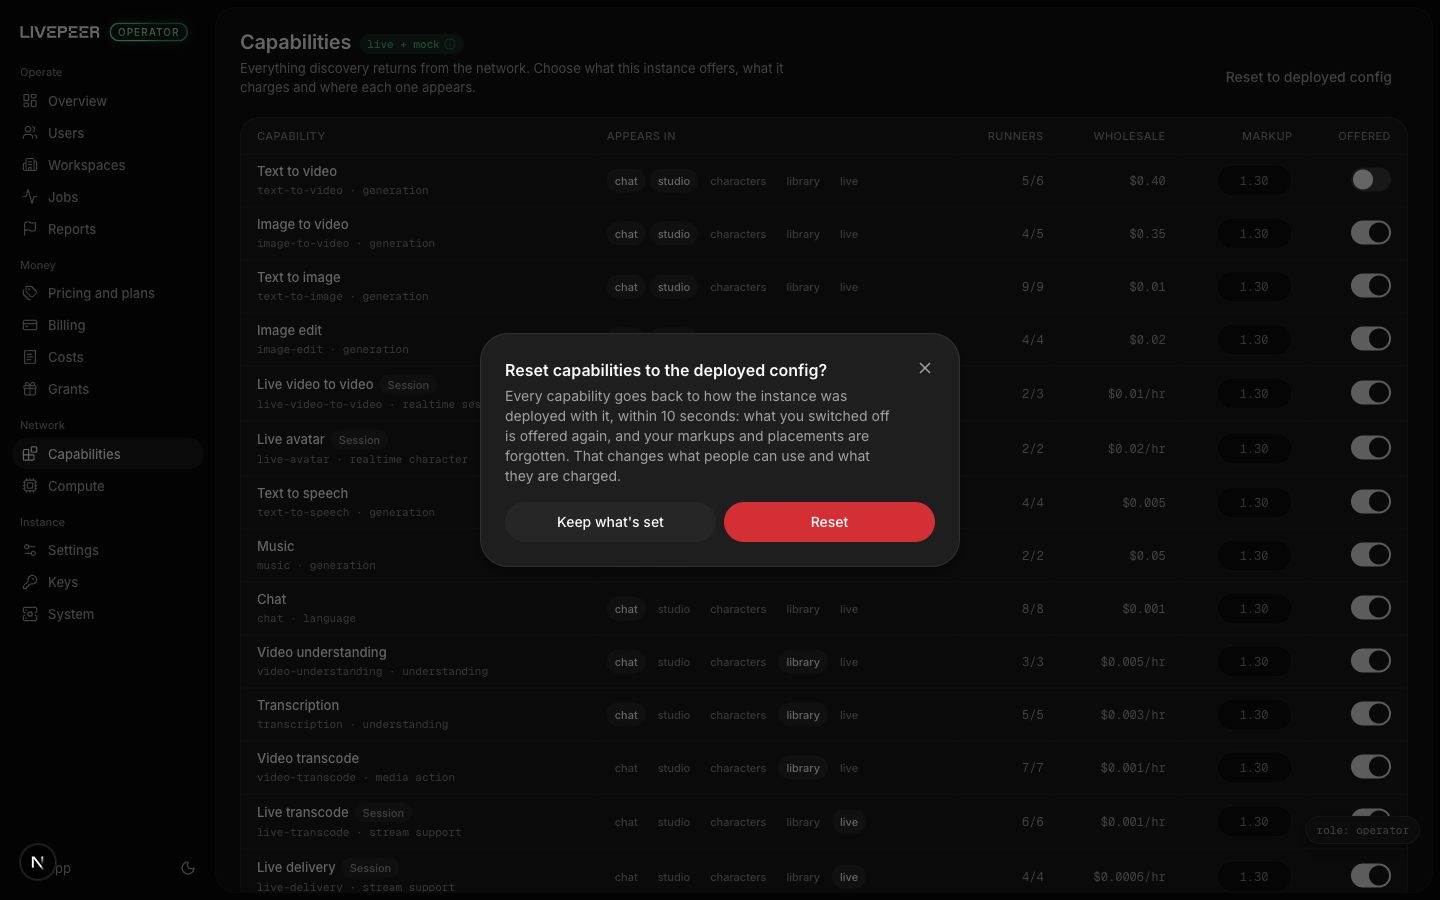 LIVEPEER OPERATOR
Operate
Overview
Users
Workspaces
Jobs
Reports
Money
Pricing and plans
Billing
Costs
Grants
Network
Capabilities
Compute
Instance
Settings
Keys
System
N
pp
Capabilities live + mock
Everything discovery returns from the network. Choose what this instance offers, what it
charges and where each one appears.
Reset to deployed config
CAPABILITY APPEARS IN RUNNERS WHOLESALE MARKUP OFFERED
Text to video
text-to-video · generation
chat studio characters library live 5/6 $0.40 1.30
Image to video
image-to-video · generation
chat studio characters library live 4/5 $0.35 1.30
Text to image
text-to-image · generation
chat studio characters library live 9/9 $0.01 1.30
Image edit
image-edit · generation
4/4 $0.02 1.30
Live video to video Session
live-video-to-video · realtime ses
2/3 $0.01/hr 1.30
Live avatar Session
live-avatar · realtime character
2/2 $0.02/hr 1.30
Text to speech
text-to-speech · generation
4/4 $0.005 1.30
Music
music · generation
2/2 $0.05 1.30
Chat
chat · language
chat studio characters library live 8/8 $0.001 1.30
Video understanding
video-understanding · understanding
chat studio characters library live 3/3 $0.005/hr 1.30
Transcription
transcription · understanding
chat studio characters library live 5/5 $0.003/hr 1.30
Video transcode
video-transcode · media action
chat studio characters library live 7/7 $0.001/hr 1.30
Live transcode Session
live-transcode · stream support
chat studio characters library live 6/6 $0.001/hr 1.30
Live delivery Session
live-delivery · stream support
chat studio characters library live 4/4 $0.0006/hr 1.30
role: operator
Reset capabilities to the deployed config?
Every capability goes back to how the instance was
deployed with it, within 10 seconds: what you switched off
is offered again, and your markups and placements are
forgotten. That changes what people can use and what
they are charged.
Keep what's set
Reset